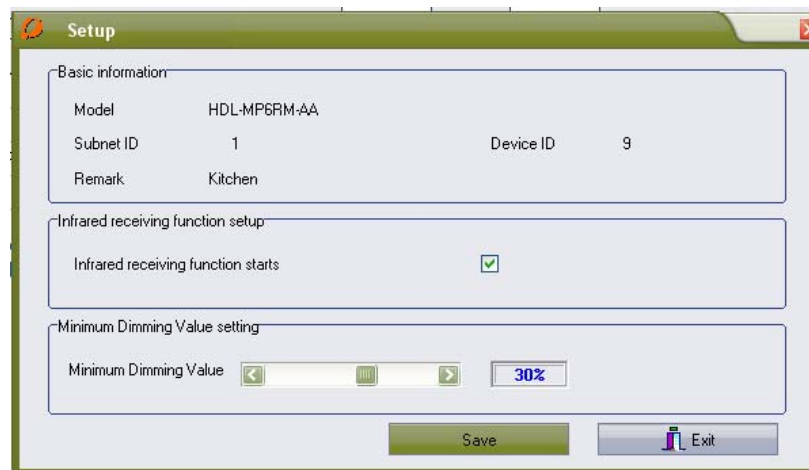 Setup
Basic information
Model HDL-MP6RM-AA
Subnet ID 1 Device ID 9
Remark Kitchen
Infrared receiving function setup
Infrared receiving function starts
Minimum Dimming Value setting
Minimum Dimming Value 30%
Save Exit